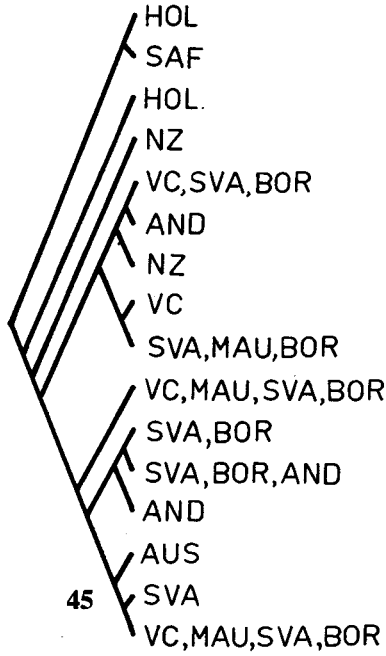 HOL
SAF
HOL.
NZ
VC,SVA,BOR
AND
NZ
VC
SVA,MAU,BOR
VC,MAU,SVA,BOR
SVA,BOR
SVA,BOR,AND
AND
AUS
45 SVA
VC,MAU,SVA,BOR